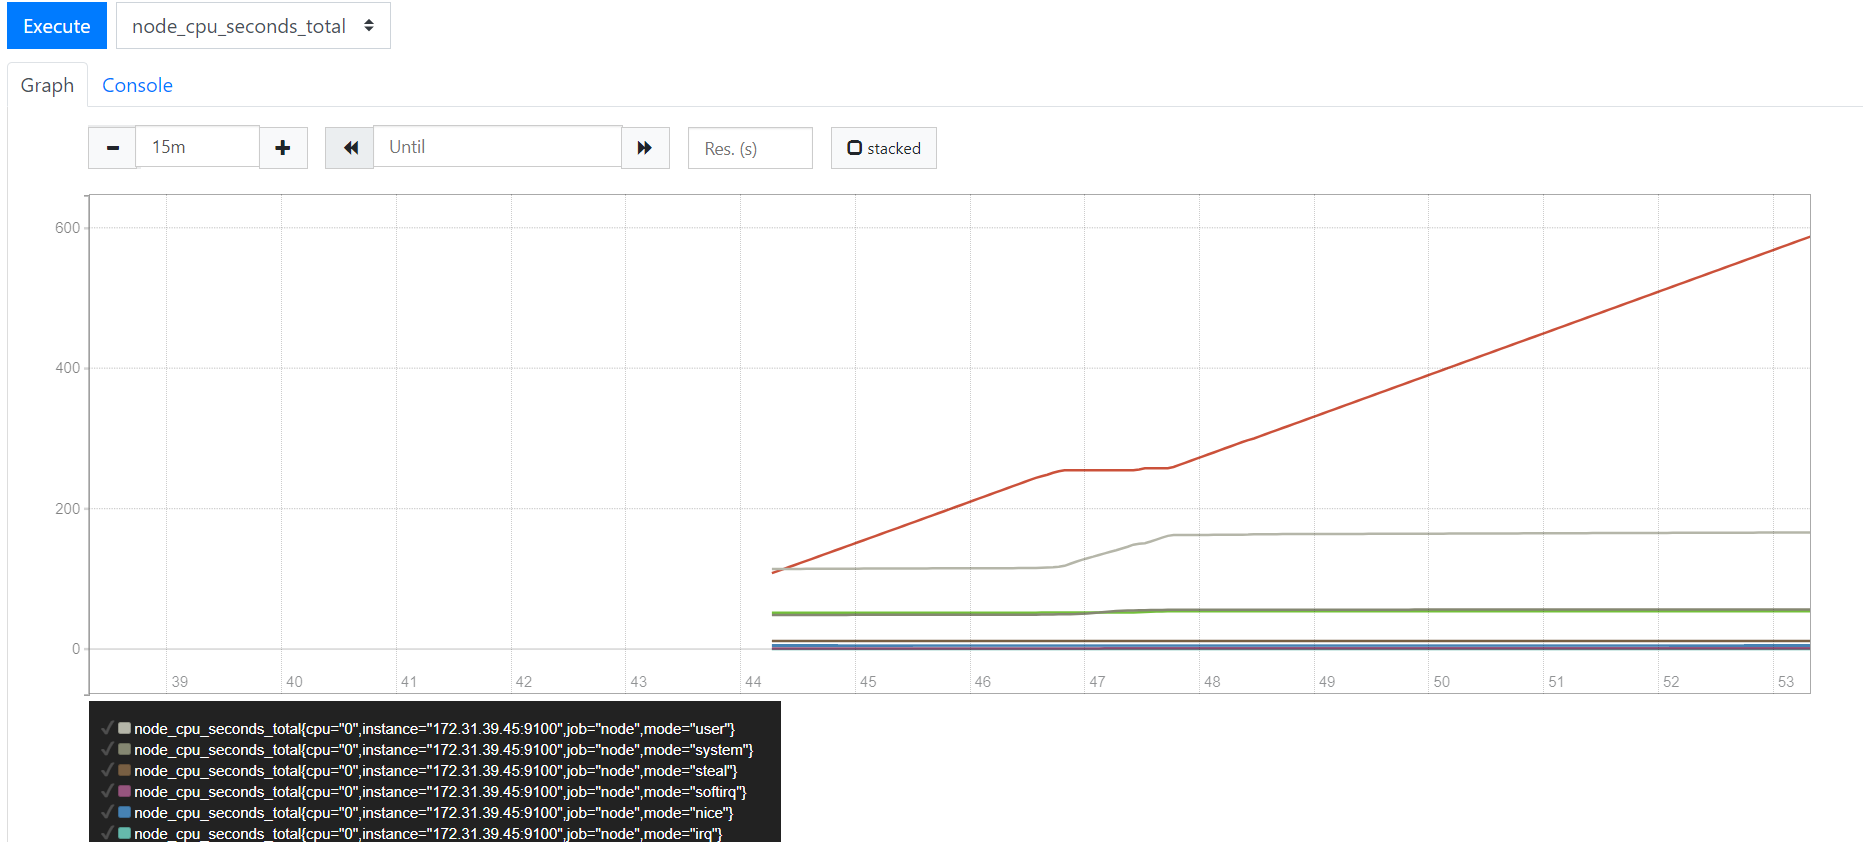 Execute node_cpu_seconds_total
Graph Console
15m Until Res. (s) stacked
600
400
200
0
39 40 41 42 43 44 45 46 47 48 49 50 51 52 53
node_cpu_seconds_total{cpu="0",instance="172.31.39.45:9100",job="node",mode="user"}
node_cpu_seconds_total{cpu="0",instance="172.31.39.45:9100",job="node",mode="system"}
node_cpu_seconds_total{cpu="0",instance="172.31.39.45:9100",job="node",mode="steal"}
node_cpu_seconds_total{cpu="0",instance="172.31.39.45:9100",job="node",mode="softirq"}
node_cpu_seconds_total{cpu="0",instance="172.31.39.45:9100",job="node",mode="nice"}
node_cpu_seconds_total{cpu="0",instance="172.31.39.45:9100",job="node",mode="irq"}